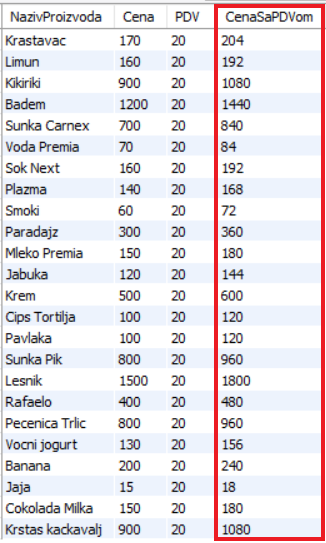 NazivProizvoda Cena PDV CenaSaPDVom
Krastavac 170 20 204
Limun 160 20 192
Kikiriki 900 20 1080
Badem 1200 20 1440
Sunka Carnex 700 20 840
Voda Premia 70 20 84
Sok Next 160 20 192
Plazma 140 20 168
Smoki 60 20 72
Paradajz 300 20 360
Mleko Premia 150 20 180
Jabuka 120 20 144
Krem 500 20 600
Cips Tortilja 100 20 120
Pavlaka 100 20 120
Sunka Pik 800 20 960
Lesnik 1500 20 1800
Rafaelo 400 20 480
Pecenica Trlic 800 20 960
Vocni jogurt 130 20 156
Banana 200 20 240
Jaja 15 20 18
Cokolada Milka 150 20 180
Krstas kackavalj 900 20 1080